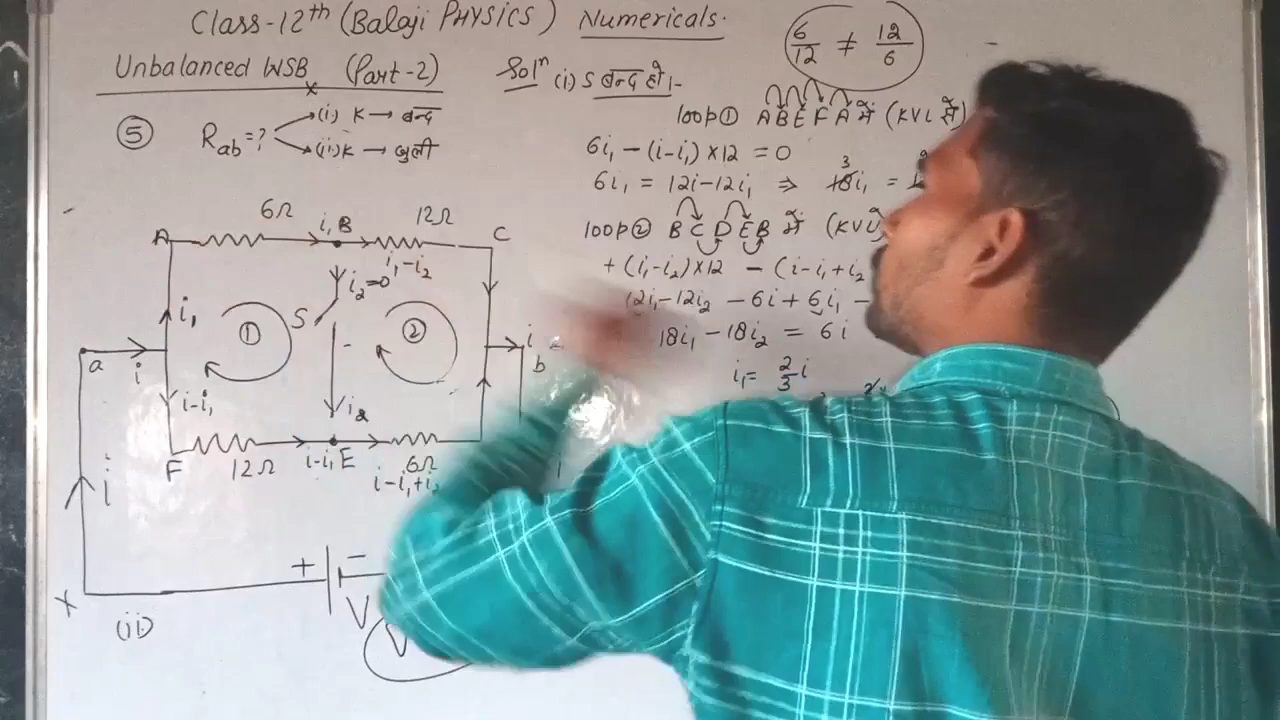 Class-12th (Balaji PHYSICS) Numericals.
Unbalanced WSB (Part-2)
⑤ Rab=?
(i) K → बन्द
(ii) K → खुली
6/12 ≠ 12/6
Solⁿ (i) S बन्द हो।-
loop① ABEFA में (KVL से)
6i₁ - (i-i₁)×12 = 0
6i₁ = 12i-12i₁ ⇒ 18i₁ =
3
loop② BCDEB में (KVL
+(i₁-i₂)×12 - (i-i₁+i₂
12i₁-12i₂ - 6i + 6i₁ -
18i₁ - 18i₂ = 6i
i₁ = 2/3 i
6Ω i₁ B 12Ω
A C
i₁-i₂
i₂=0
S
i₁ ① ②
a i i b
i-i₁
i₂
F 12Ω i-i₁ E 6Ω
i-i₁+i₂
i
+ -
V
X
(ii)
V